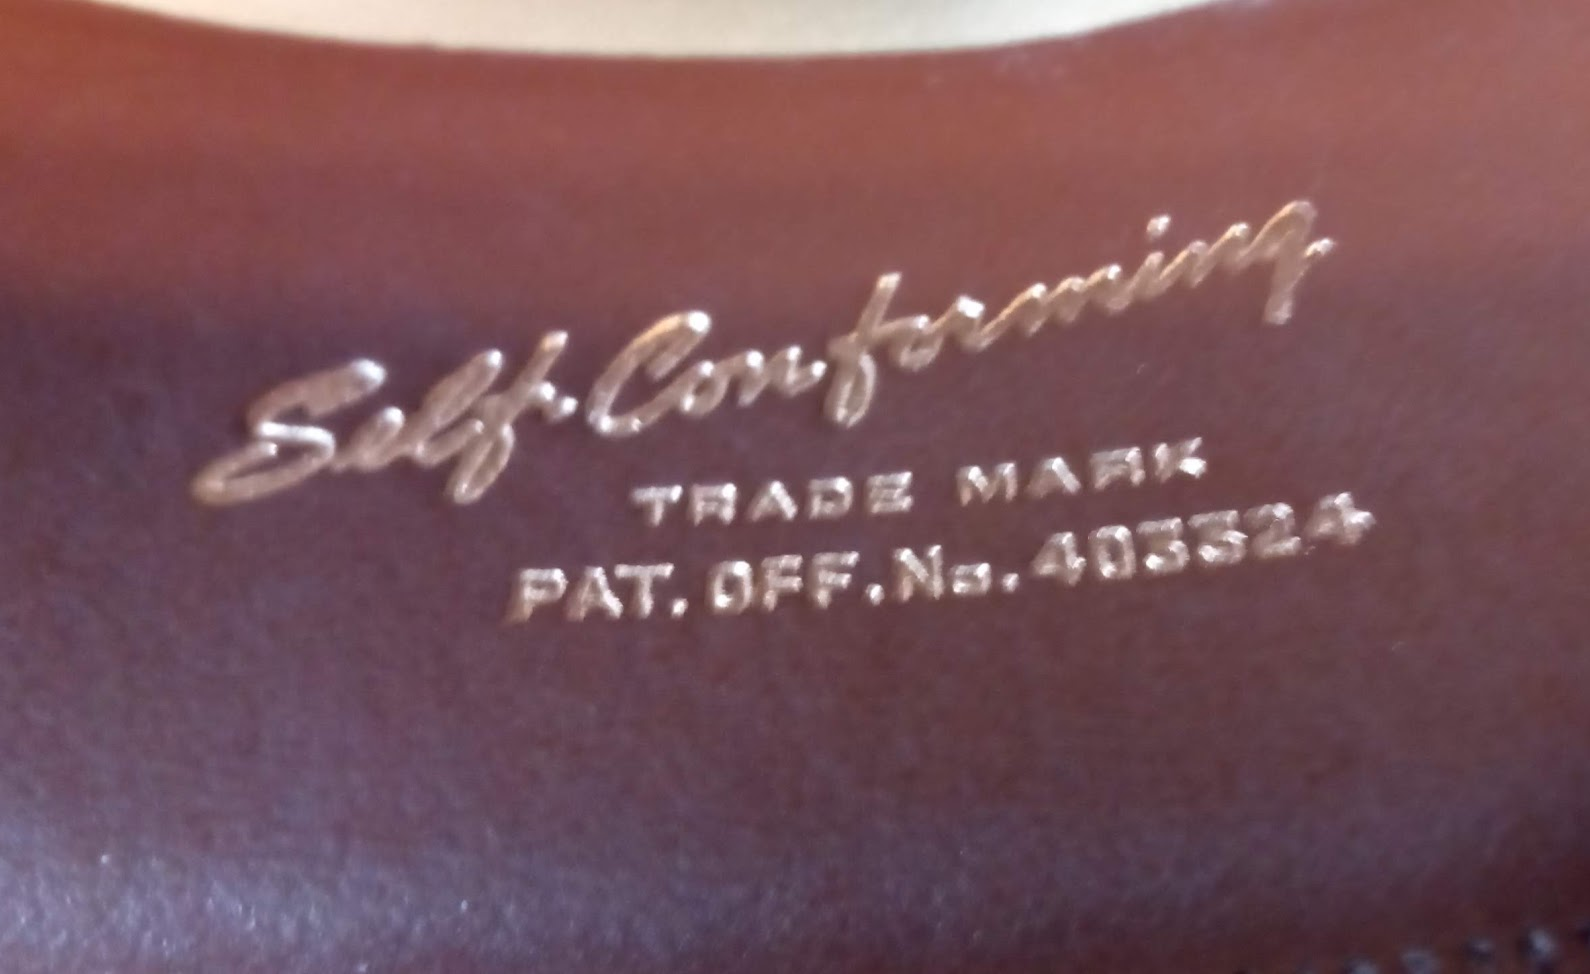 Self-Conforming
TRADE MARK
PAT. OFF. No. 403324